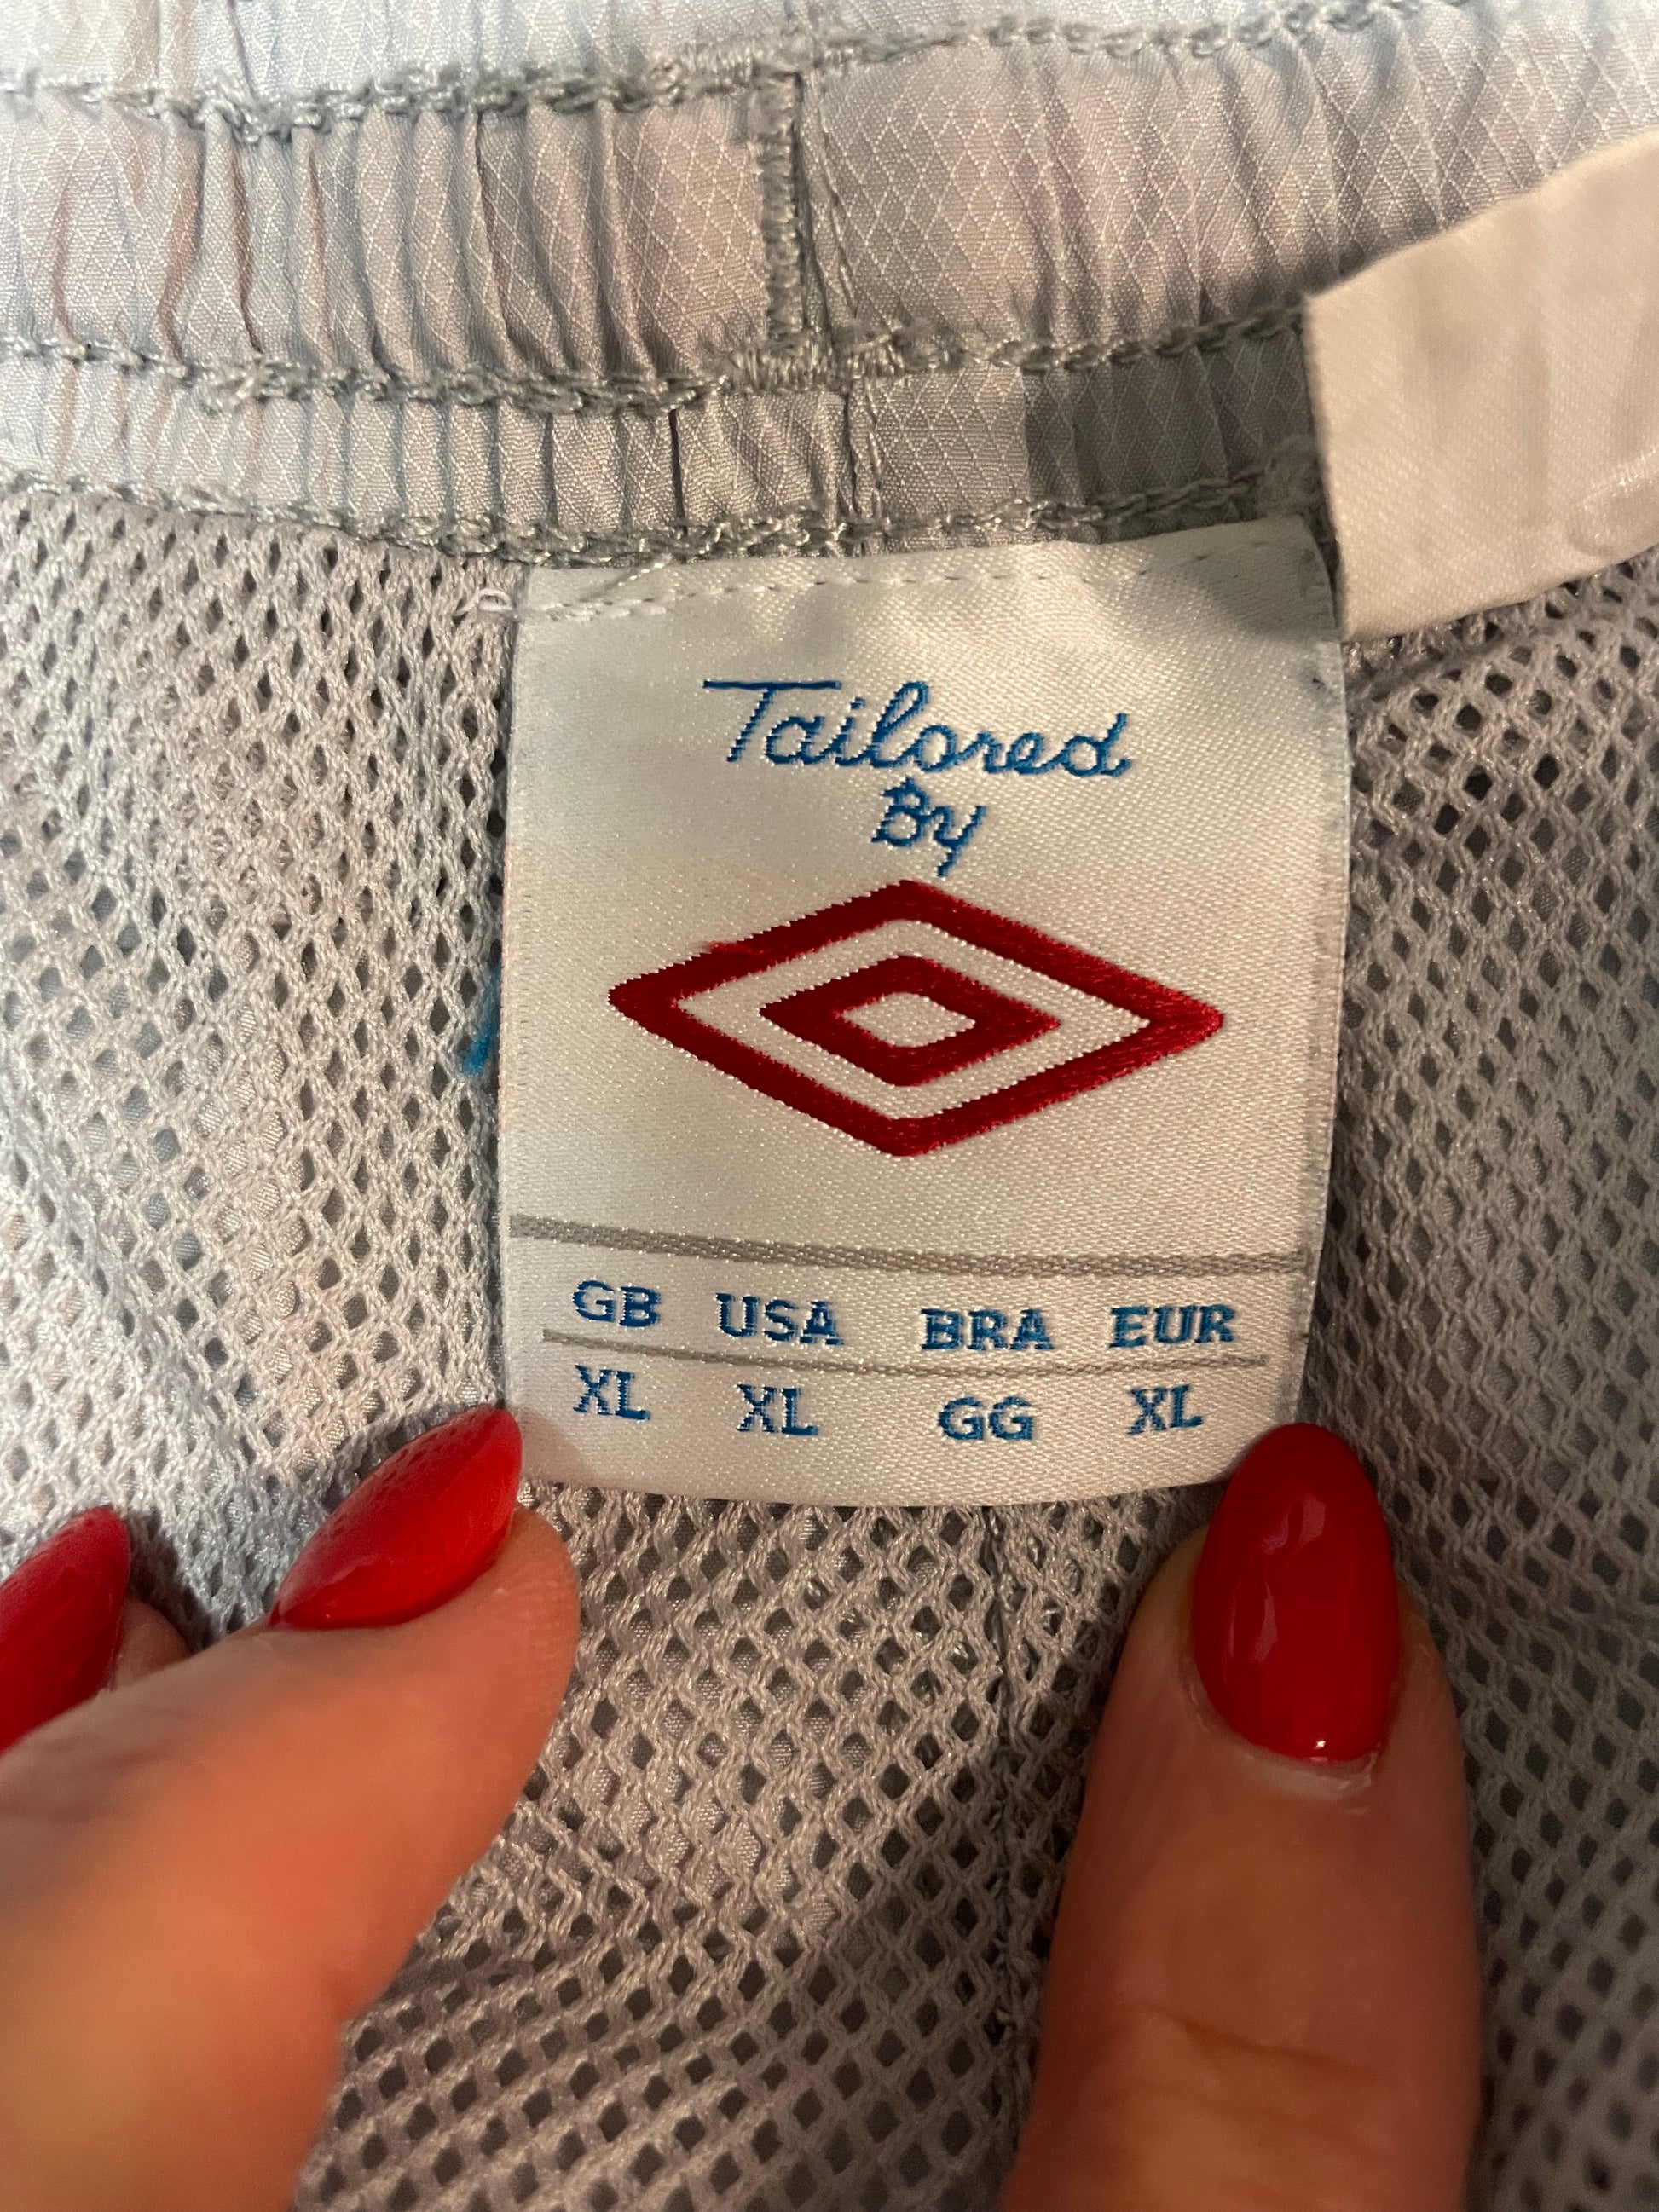 Tailored
By
GB USA BRA EUR
XL XL GG XL